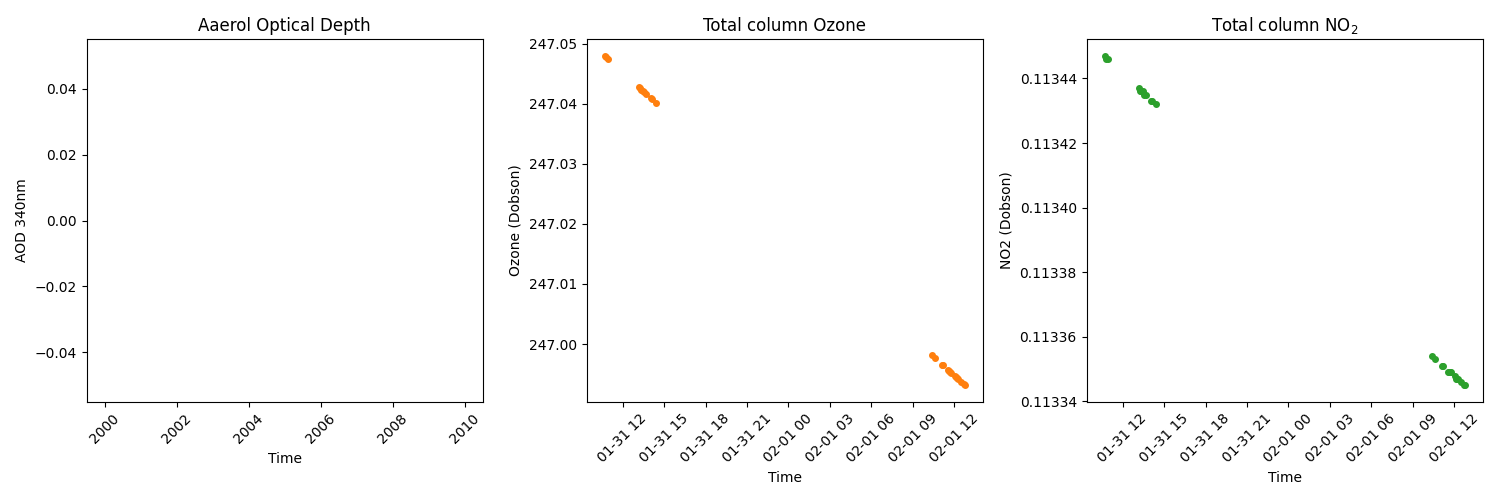 Aaerol Optical Depth
AOD 340nm
0.04
0.02
0.00
−0.02
−0.04
2000 2002 2004 2006 2008 2010
Time
Total column Ozone
Ozone (Dobson)
247.05
247.04
247.03
247.02
247.01
247.00
01-31 12 01-31 15 01-31 18 01-31 21 02-01 00 02-01 03 02-01 06 02-01 09 02-01 12
Time
Total column NO₂
NO2 (Dobson)
0.11344
0.11342
0.11340
0.11338
0.11336
0.11334
01-31 12 01-31 15 01-31 18 01-31 21 02-01 00 02-01 03 02-01 06 02-01 09 02-01 12
Time